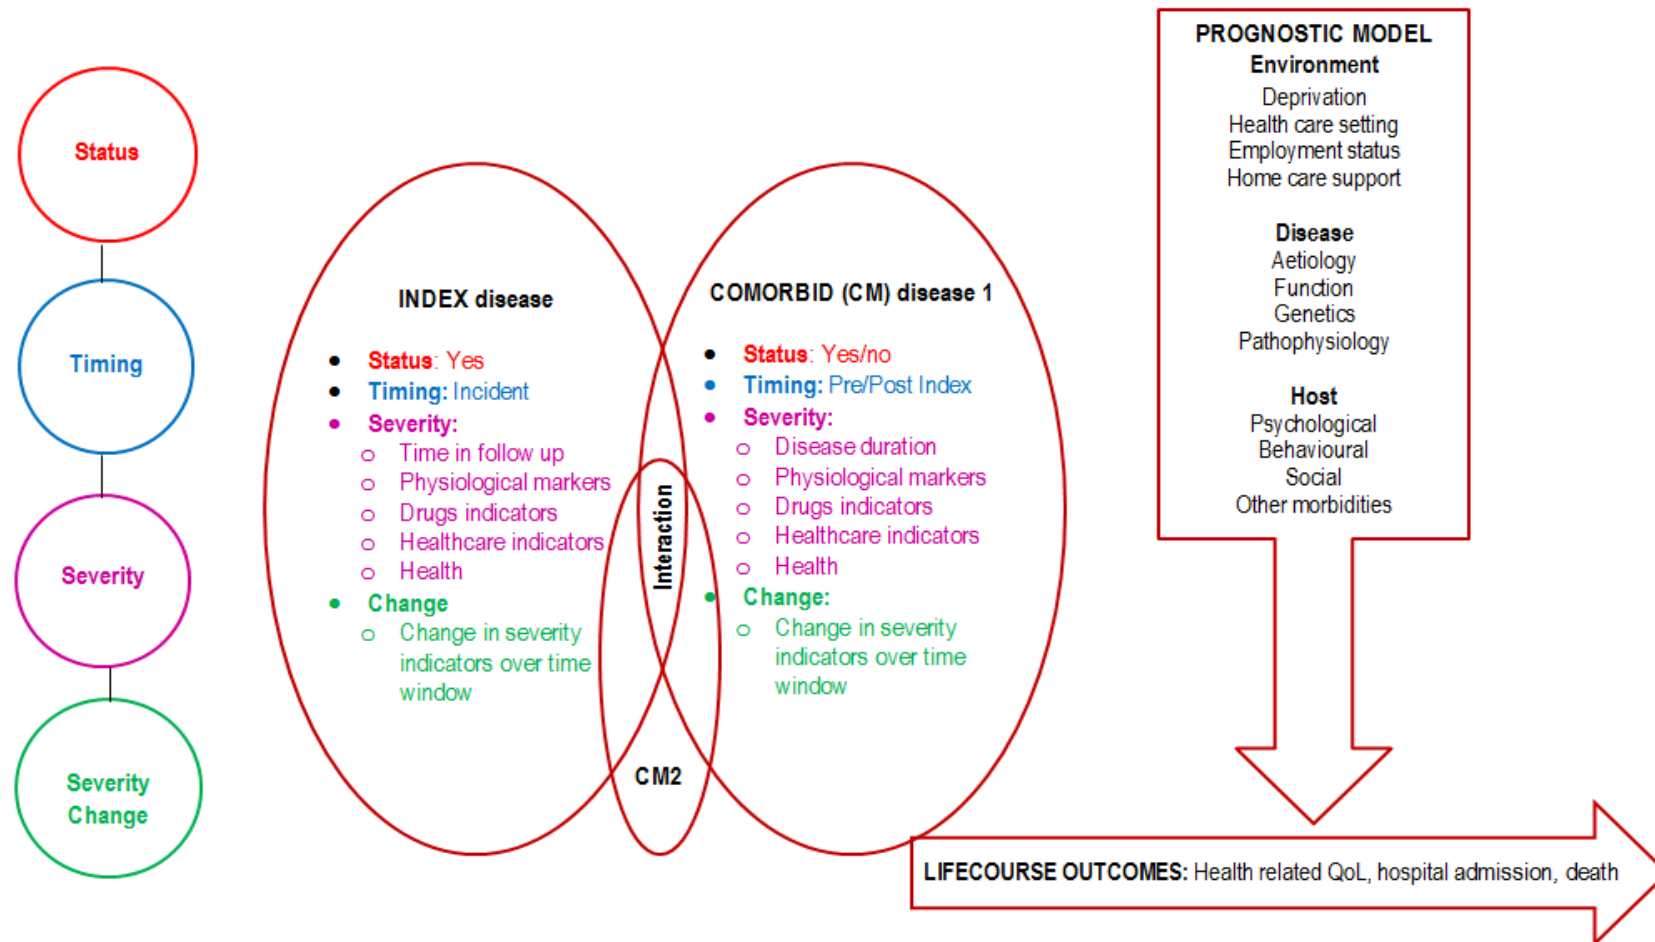 Status
Timing
Severity
Severity
Change
INDEX disease
• Status: Yes
• Timing: Incident
• Severity:
o Time in follow up
o Physiological markers
o Drugs indicators
o Healthcare indicators
o Health
• Change
o Change in severity
indicators over time
window
Interaction
CM2
COMORBID (CM) disease 1
• Status: Yes/no
• Timing: Pre/Post Index
• Severity:
o Disease duration
o Physiological markers
o Drugs indicators
o Healthcare indicators
o Health
• Change:
o Change in severity
indicators over time
window
PROGNOSTIC MODEL
Environment
Deprivation
Health care setting
Employment status
Home care support
Disease
Aetiology
Function
Genetics
Pathophysiology
Host
Psychological
Behavioural
Social
Other morbidities
LIFECOURSE OUTCOMES: Health related QoL, hospital admission, death